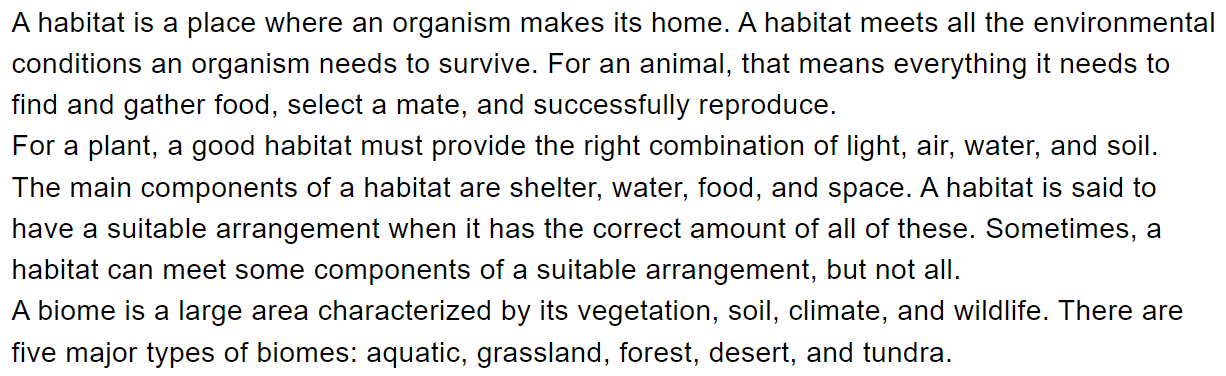 A habitat is a place where an organism makes its home. A habitat meets all the environmental
conditions an organism needs to survive. For an animal, that means everything it needs to
find and gather food, select a mate, and successfully reproduce.
For a plant, a good habitat must provide the right combination of light, air, water, and soil.
The main components of a habitat are shelter, water, food, and space. A habitat is said to
have a suitable arrangement when it has the correct amount of all of these. Sometimes, a
habitat can meet some components of a suitable arrangement, but not all.
A biome is a large area characterized by its vegetation, soil, climate, and wildlife. There are
five major types of biomes: aquatic, grassland, forest, desert, and tundra.